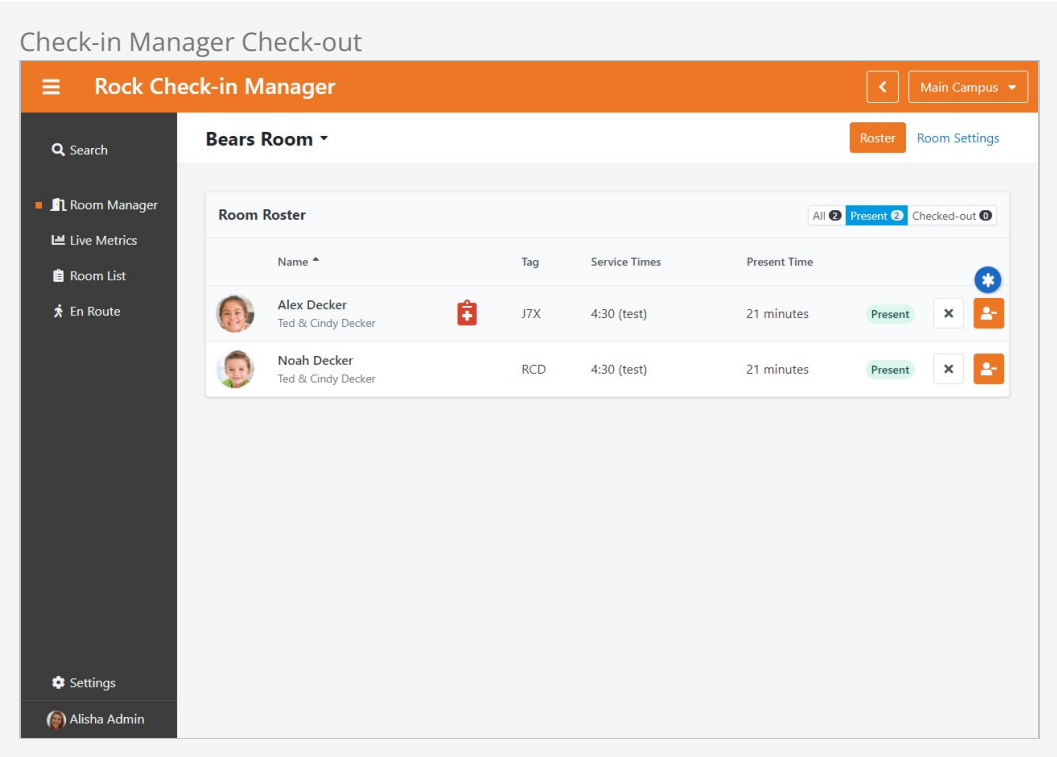 Check-in Manager Check-out
Rock Check-in Manager
Main Campus
Search
Bears Room
Roster
Room Settings
Room Manager
Live Metrics
Room List
En Route
Room Roster
All 2
Present 2
Checked-out 0
Name
Tag
Service Times
Present Time
Alex Decker
Ted & Cindy Decker
J7X
4:30 (test)
21 minutes
Present
Noah Decker
Ted & Cindy Decker
RCD
4:30 (test)
21 minutes
Present
Settings
Alisha Admin